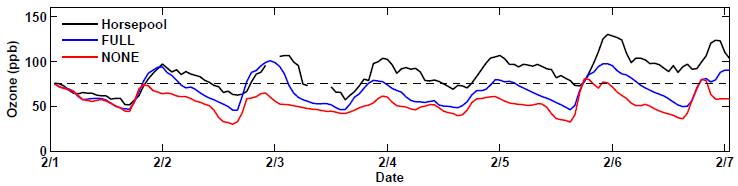 150
100
50
0
Ozone (ppb)
Horsepool
FULL
NONE
2/1 2/2 2/3 2/4 2/5 2/6 2/7
Date